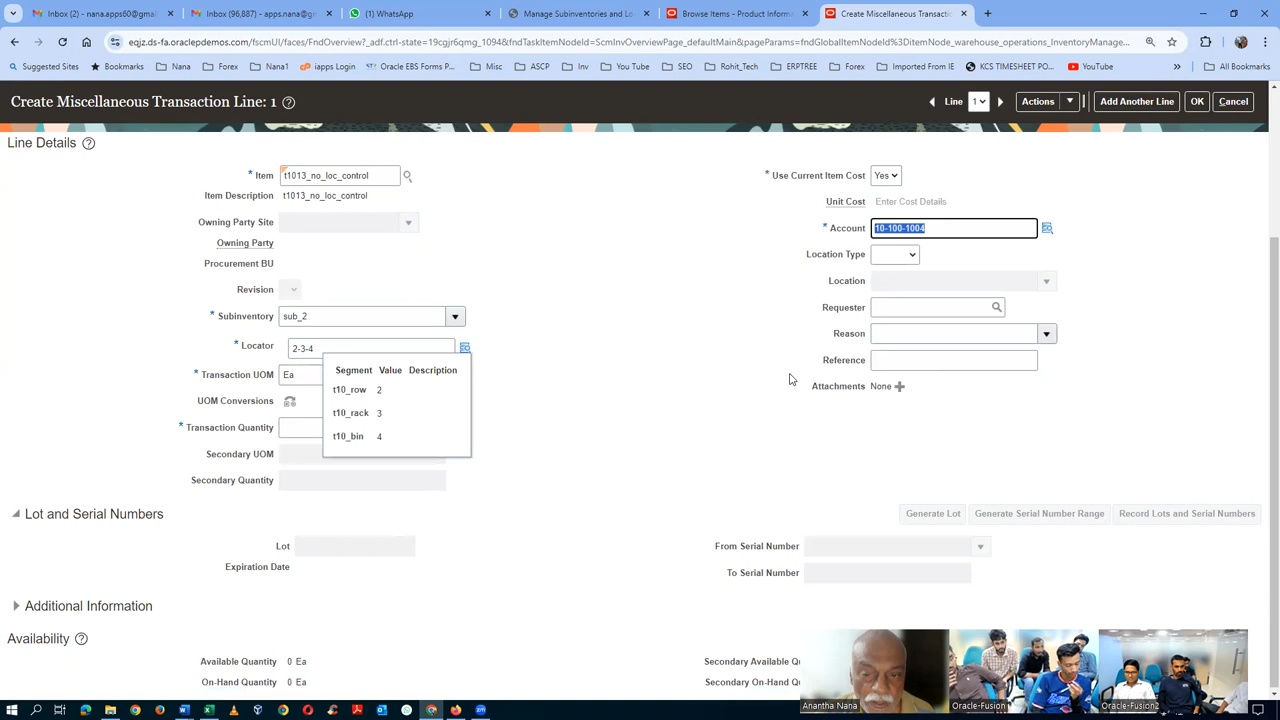 Inbox (31) - nana.apps60@gmail
Inbox (96,887) - anaygvs@gmail
(1) WhatsApp
Manage Subinventories and Lo
Browse Items - Purchasing - O
Create Miscellaneous Transactio
eqjz.ds-fa.oraclepdemos.com/fscmUI/faces/FndOverview?_adf.ctrl-state=19cgjr6qmg_1094&fndTaskItemNodeId=ScmInvOverviewPage_defaultMain&pageParams=fndGlobalItemNodeId%3DitemNode_warehouse_operations_InventoryManage...
Suggested Sites
Bookmarks
Nana
Forex
Nana1
iapps Login
Oracle EBS Forms P...
Misc
ASCP
Inv
You Tube
SEO
Rohit_Tech
ERPTREE
Forex
Imported From IE
KCS TIMESHEET PO...
YouTube
All Bookmarks
Create Miscellaneous Transaction Line: 1
Line 1
Actions
Add Another Line
OK
Cancel
Line Details
* Item t1013_no_loc_control
Item Description t1013_no_loc_control
Owning Party Site
Owning Party
Procurement BU
Revision
* Subinventory sub_2
* Locator 2-3-4
Segment Value Description
t10_row 2
t10_rack 3
t10_bin 4
* Transaction UOM Ea
UOM Conversions
* Transaction Quantity
Secondary UOM
Secondary Quantity
* Use Current Item Cost Yes
Unit Cost Enter Cost Details
* Account 10-100-1004
Location Type
Location
Requester
Reason
Reference
Attachments None
Lot and Serial Numbers
Generate Lot
Generate Serial Number Range
Record Lots and Serial Numbers
Lot
Expiration Date
From Serial Number
To Serial Number
Additional Information
Availability
Available Quantity 0 Ea
On-Hand Quantity 0 Ea
Secondary Available Qu
Secondary On-Hand Qu
Anantha Nana
Oracle-Fusion
Oracle-Fusion2